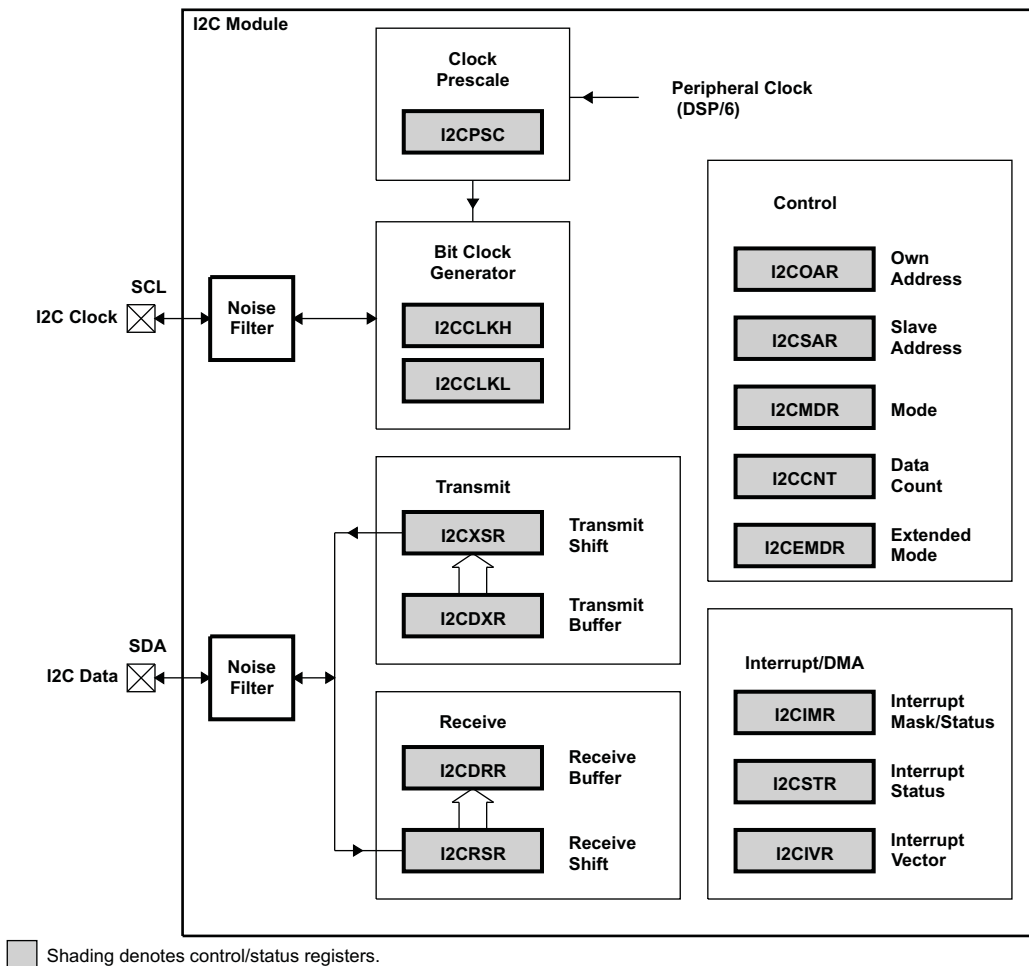 I2C Module
Clock
Prescale
I2CPSC
Peripheral Clock
(DSP/6)
Bit Clock
Generator
I2CCLKH
I2CCLKL
SCL
I2C Clock
Noise
Filter
Control
I2COAR
Own
Address
I2CSAR
Slave
Address
I2CMDR
Mode
I2CCNT
Data
Count
I2CEMDR
Extended
Mode
Transmit
I2CXSR
Transmit
Shift
I2CDXR
Transmit
Buffer
SDA
I2C Data
Noise
Filter
Receive
I2CDRR
Receive
Buffer
I2CRSR
Receive
Shift
Interrupt/DMA
I2CIMR
Interrupt
Mask/Status
I2CSTR
Interrupt
Status
I2CIVR
Interrupt
Vector
Shading denotes control/status registers.